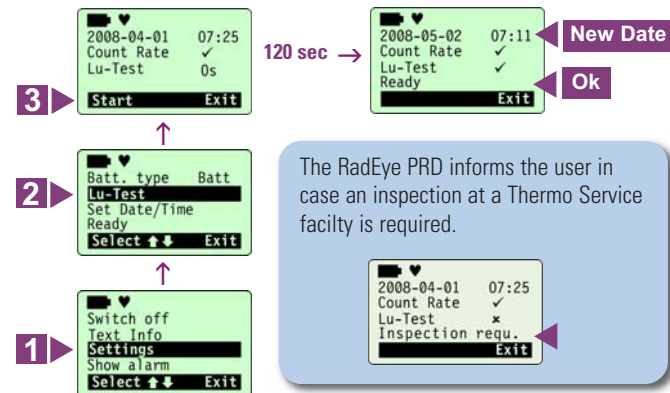 2008-04-01 07:25
Count Rate ✓
Lu-Test 0s
Start Exit
3
120 sec →
2008-05-02 07:11
Count Rate ✓
Lu-Test ✓
Ready
Exit
New Date
Ok
↑
Batt. type Batt
Lu-Test
Set Date/Time
Ready
Select ⬆⬇ Exit
2
↑
Switch off
Text Info
Settings
Show alarm
Select ⬆⬇ Exit
1
The RadEye PRD informs the user in
case an inspection at a Thermo Service
facilty is required.
2008-04-01 07:25
Count Rate ✓
Lu-Test ×
Inspection requ.
Exit